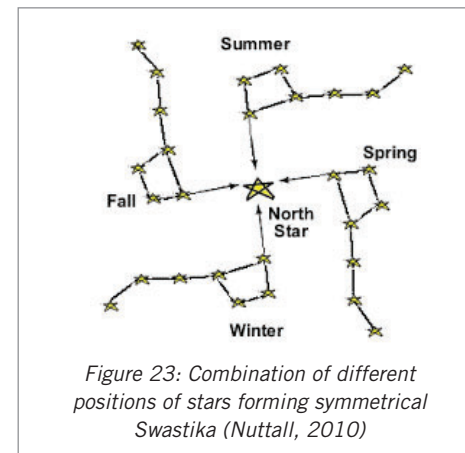 Summer
Spring
Fall
North
Star
Winter
Figure 23: Combination of different
positions of stars forming symmetrical
Swastika (Nuttall, 2010)